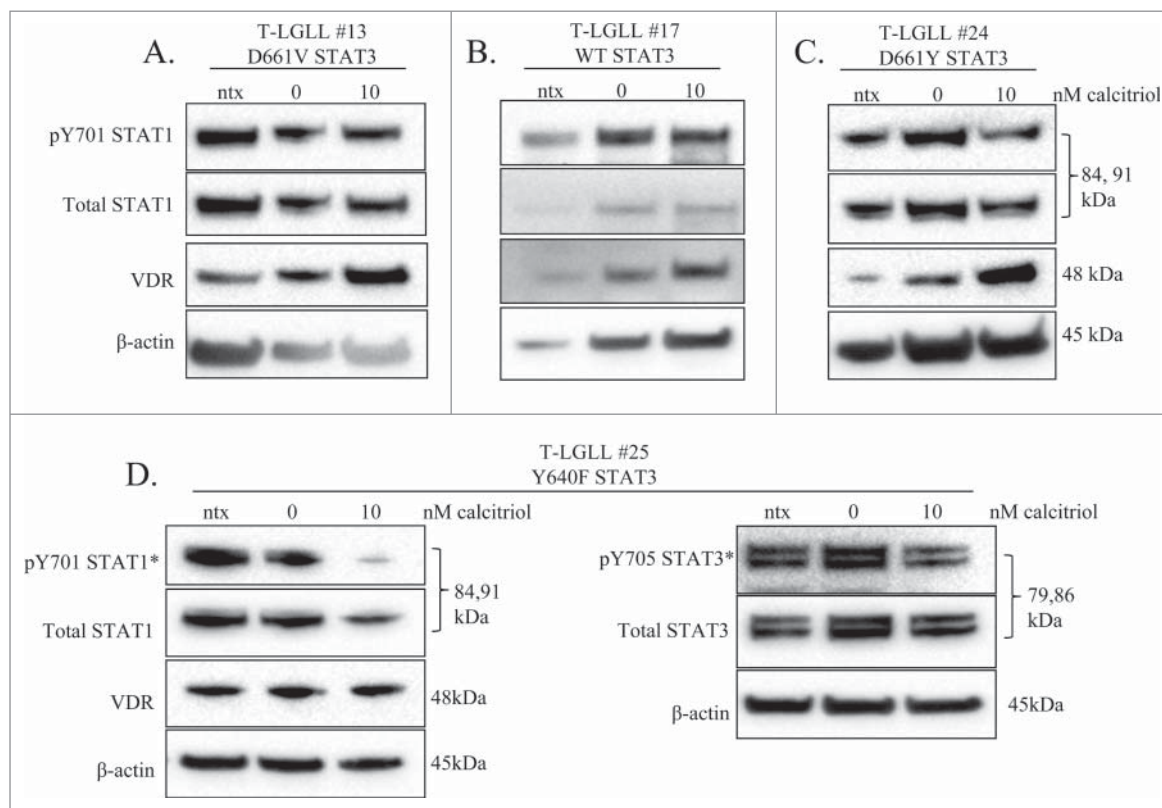 A.
T-LGLL #13
D661V STAT3
ntx 0 10
pY701 STAT1
Total STAT1
VDR
β-actin
B.
T-LGLL #17
WT STAT3
ntx 0 10
C.
T-LGLL #24
D661Y STAT3
ntx 0 10 nM calcitriol
84, 91
kDa
48 kDa
45 kDa
D.
T-LGLL #25
Y640F STAT3
ntx 0 10 nM calcitriol
pY701 STAT1*
84,91
kDa
Total STAT1
VDR
48kDa
β-actin
45kDa
ntx 0 10 nM calcitriol
pY705 STAT3*
79,86
kDa
Total STAT3
β-actin
45kDa